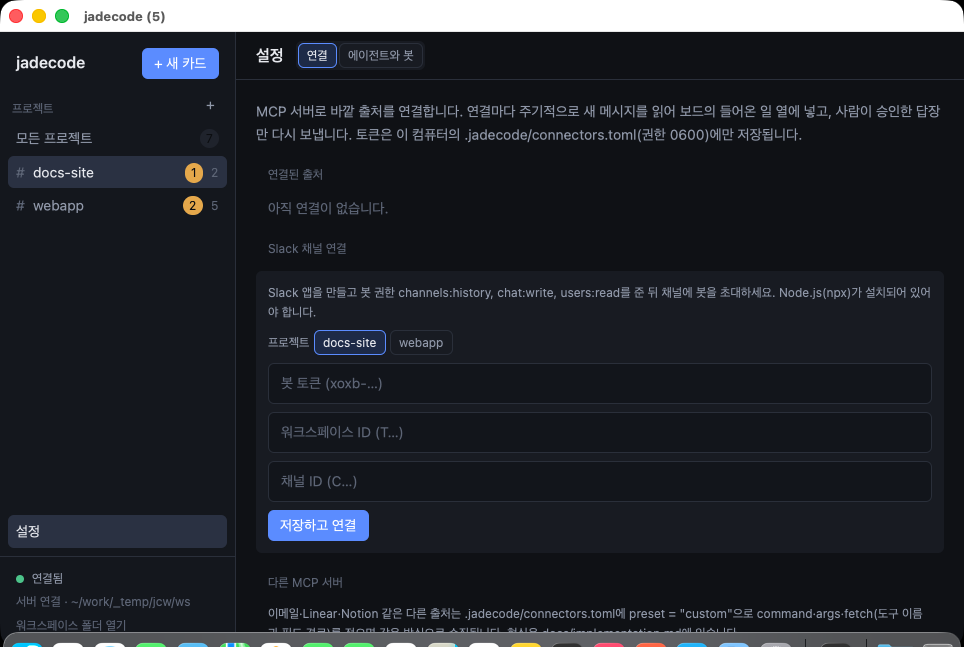 jadecode (5)
jadecode
+ 새 카드
프로젝트
+
모든 프로젝트 7
# docs-site 1 2
# webapp 2 5
설정
연결됨
서버 연결 · ~/work/_temp/jcw/ws
워크스페이스 폴더 열기
설정 연결 에이전트와 봇
MCP 서버로 바깥 출처를 연결합니다. 연결마다 주기적으로 새 메시지를 읽어 보드의 들어온 일 열에 넣고, 사람이 승인한 답장
만 다시 보냅니다. 토큰은 이 컴퓨터의 .jadecode/connectors.toml(권한 0600)에만 저장됩니다.
연결된 출처
아직 연결이 없습니다.
Slack 채널 연결
Slack 앱을 만들고 봇 권한 channels:history, chat:write, users:read를 준 뒤 채널에 봇을 초대하세요. Node.js(npx)가 설치되어 있어
야 합니다.
프로젝트 docs-site webapp
봇 토큰 (xoxb-...)
워크스페이스 ID (T...)
채널 ID (C...)
저장하고 연결
다른 MCP 서버
이메일·Linear·Notion 같은 다른 출처는 .jadecode/connectors.toml에 preset = "custom"으로 command·args·fetch(도구 이름